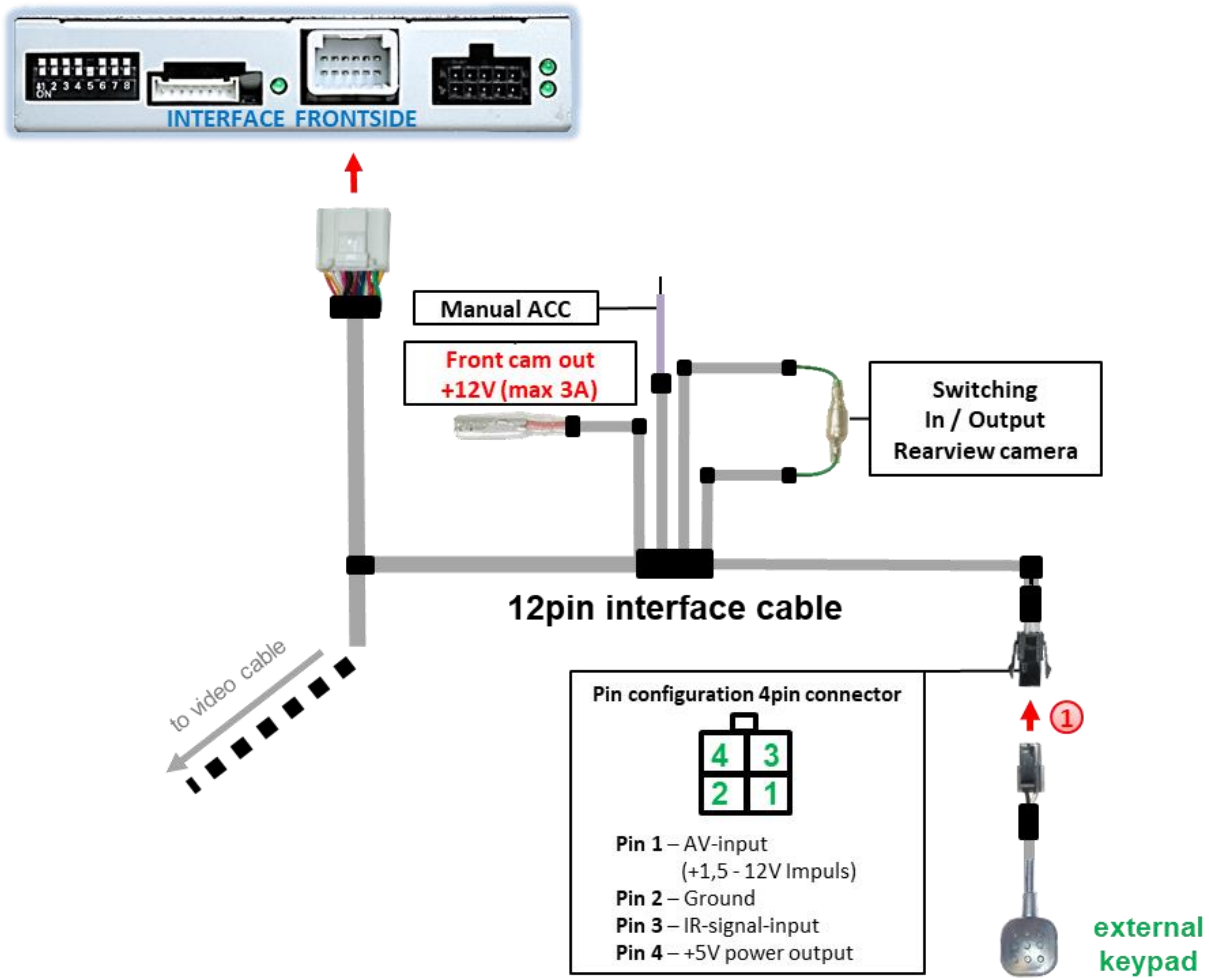 1 2 3 4 5 6 7 8
ON
INTERFACE FRONTSIDE
Manual ACC
Front cam out
+12V (max 3A)
Switching
In / Output
Rearview camera
12pin interface cable
to video cable
Pin configuration 4pin connector
4 3
2 1
Pin 1 – AV-input
(+1,5 - 12V Impuls)
Pin 2 – Ground
Pin 3 – IR-signal-input
Pin 4 – +5V power output
1
external
keypad